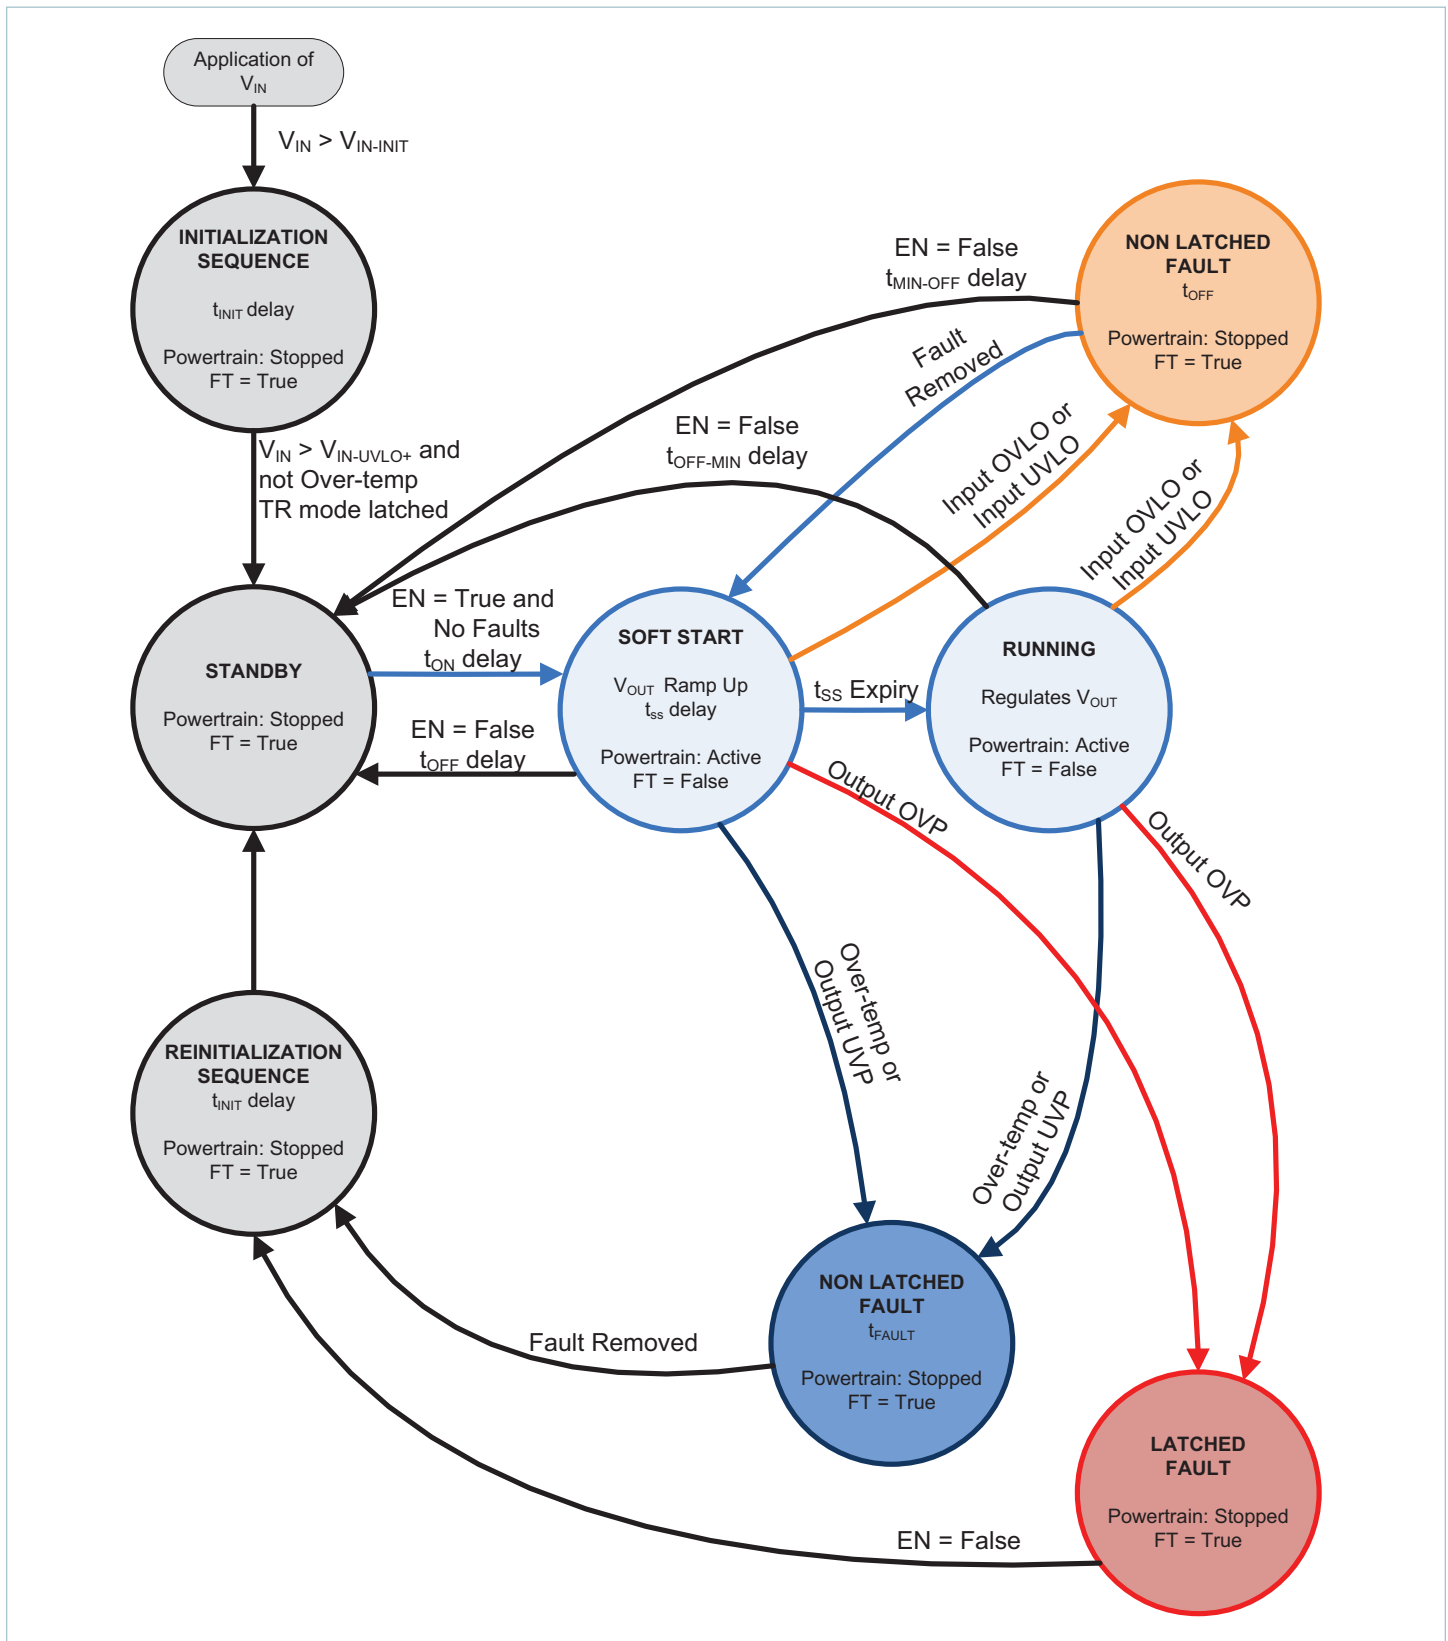 Application of
VIN
VIN > VIN-INIT
INITIALIZATION
SEQUENCE
tINIT delay
Powertrain: Stopped
FT = True
VIN > VIN-UVLO+ and
not Over-temp
TR mode latched
EN = False
tMIN-OFF delay
NON LATCHED
FAULT
tOFF
Powertrain: Stopped
FT = True
Fault
Removed
EN = False
tOFF-MIN delay
Input OVLO or
Input UVLO
Input OVLO or
Input UVLO
STANDBY
Powertrain: Stopped
FT = True
EN = True and
No Faults
tON delay
EN = False
tOFF delay
SOFT START
VOUT Ramp Up
tss delay
Powertrain: Active
FT = False
tSS Expiry
RUNNING
Regulates VOUT
Powertrain: Active
FT = False
Output OVP
Output OVP
Over-temp or
Output UVP
Over-temp or
Output UVP
REINITIALIZATION
SEQUENCE
tINIT delay
Powertrain: Stopped
FT = True
Fault Removed
NON LATCHED
FAULT
tFAULT
Powertrain: Stopped
FT = True
EN = False
LATCHED
FAULT
Powertrain: Stopped
FT = True